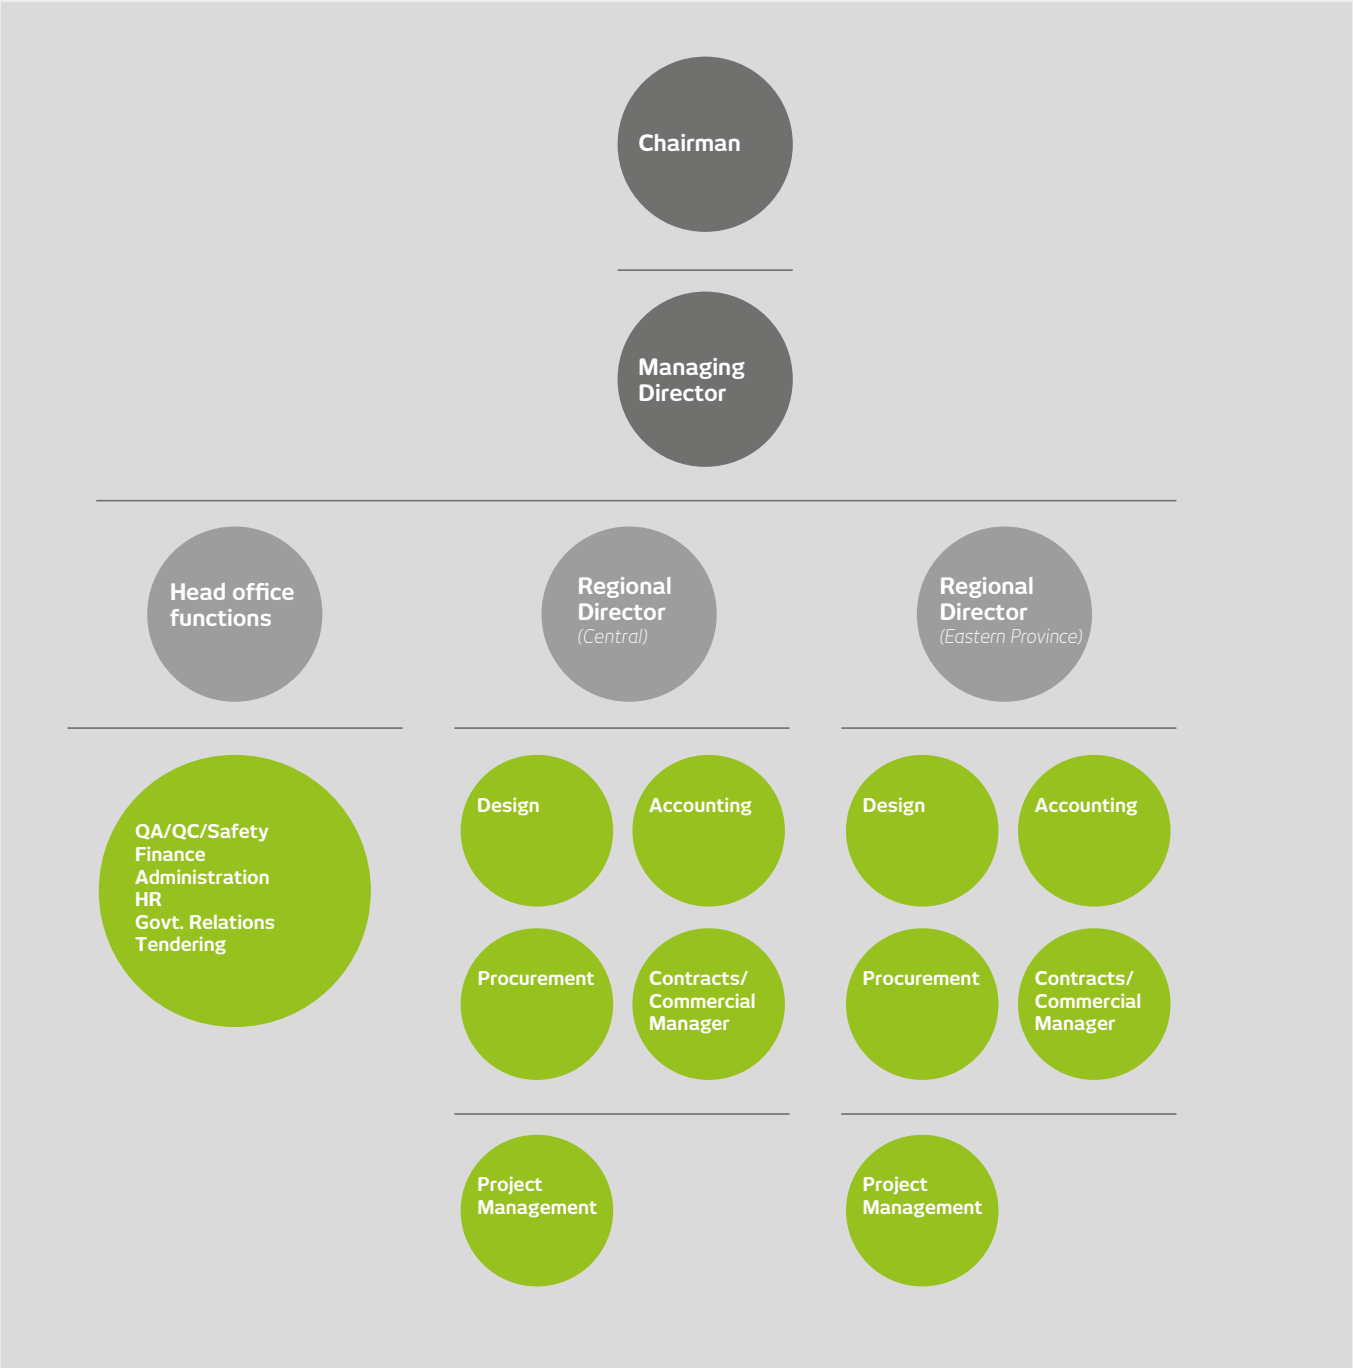 Chairman
Managing
Director
Head office
functions
Regional
Director
(Central)
Regional
Director
(Eastern Province)
QA/QC/Safety
Finance
Administration
HR
Govt. Relations
Tendering
Design
Accounting
Procurement
Contracts/
Commercial
Manager
Project
Management
Design
Accounting
Procurement
Contracts/
Commercial
Manager
Project
Management